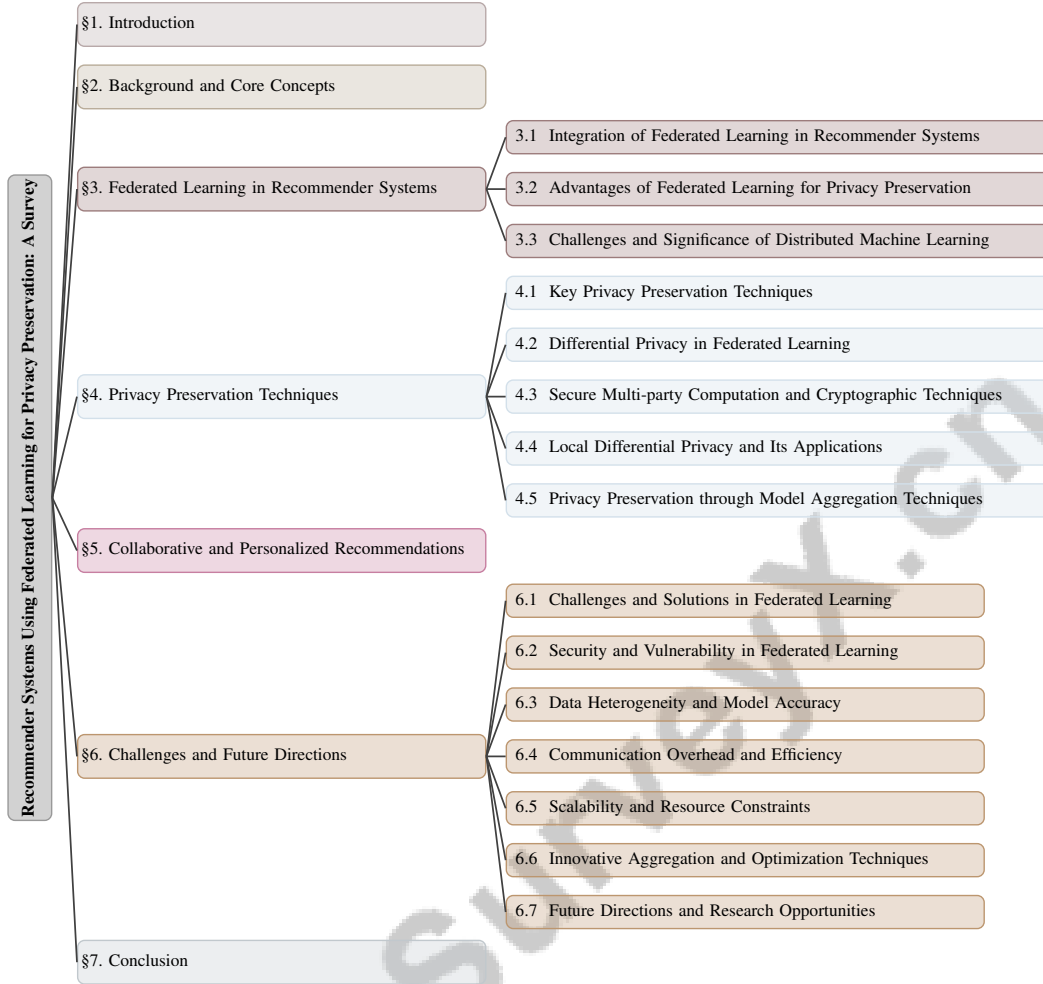 Recommender Systems Using Federated Learning for Privacy Preservation: A Survey
§1. Introduction
§2. Background and Core Concepts
§3. Federated Learning in Recommender Systems
3.1 Integration of Federated Learning in Recommender Systems
3.2 Advantages of Federated Learning for Privacy Preservation
3.3 Challenges and Significance of Distributed Machine Learning
§4. Privacy Preservation Techniques
4.1 Key Privacy Preservation Techniques
4.2 Differential Privacy in Federated Learning
4.3 Secure Multi-party Computation and Cryptographic Techniques
4.4 Local Differential Privacy and Its Applications
4.5 Privacy Preservation through Model Aggregation Techniques
§5. Collaborative and Personalized Recommendations
§6. Challenges and Future Directions
6.1 Challenges and Solutions in Federated Learning
6.2 Security and Vulnerability in Federated Learning
6.3 Data Heterogeneity and Model Accuracy
6.4 Communication Overhead and Efficiency
6.5 Scalability and Resource Constraints
6.6 Innovative Aggregation and Optimization Techniques
6.7 Future Directions and Research Opportunities
§7. Conclusion
Surveyx.cn